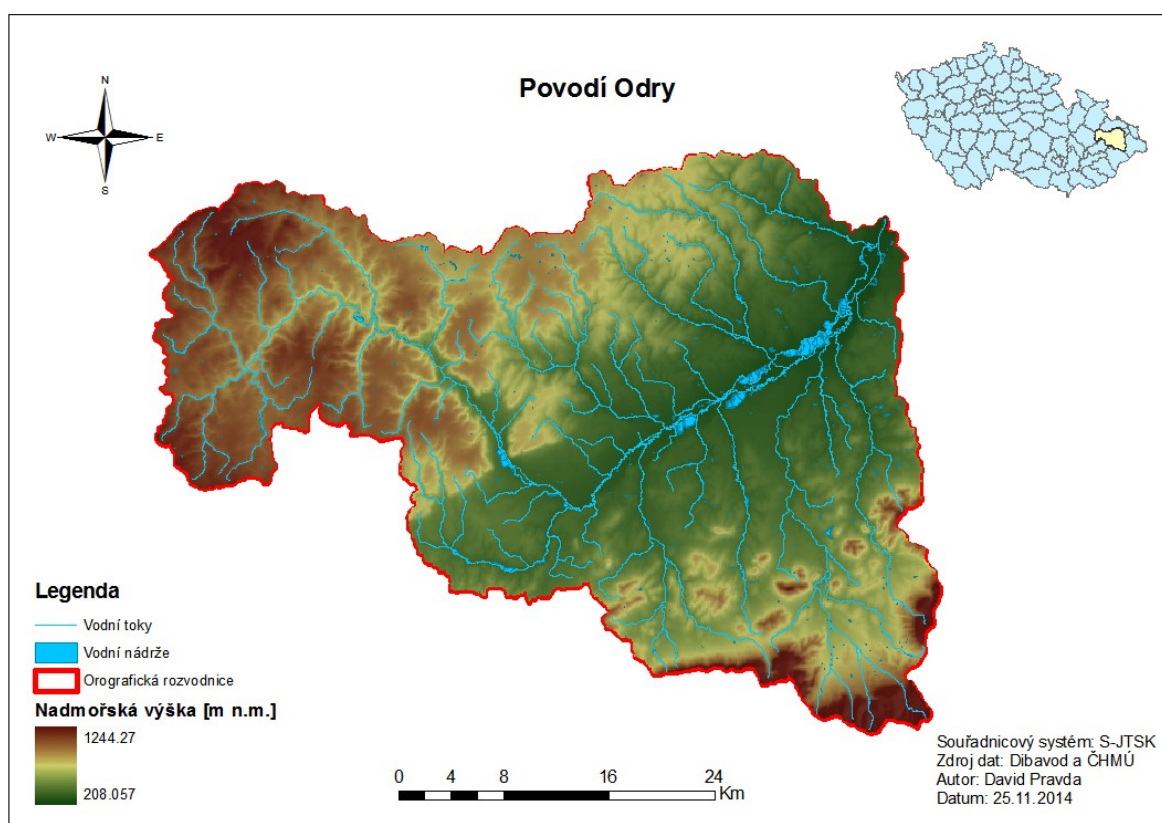 Povodí Odry
N
W
E
S
Legenda
Vodní toky
Vodní nádrže
Orografická rozvodnice
Nadmořská výška [m n.m.]
1244.27
208.057
0 2 4 8 16 24
Km
Souřadnicový systém: S-JTSK
Zdroj dat: Dibavod a ČHMÚ
Autor: David Pravda
Datum: 25.11.2014